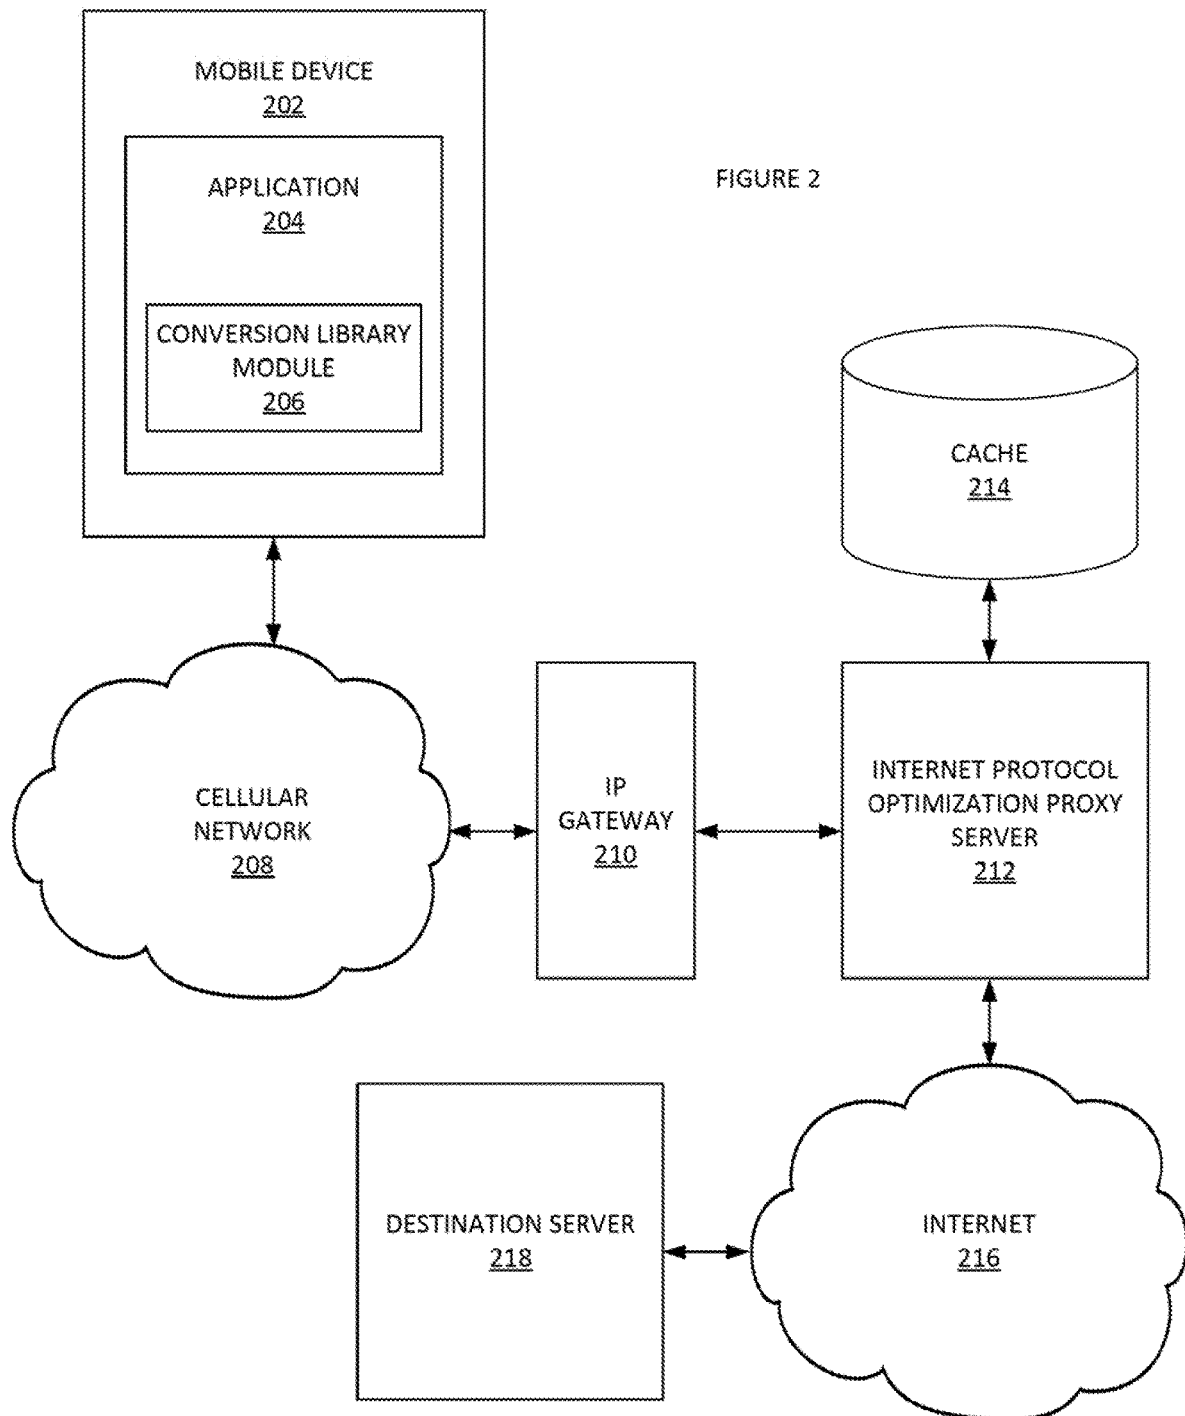 MOBILE DEVICE
202
APPLICATION
204
CONVERSION LIBRARY
MODULE
206
FIGURE 2
CACHE
214
CELLULAR
NETWORK
208
IP
GATEWAY
210
INTERNET PROTOCOL
OPTIMIZATION PROXY
SERVER
212
DESTINATION SERVER
218
INTERNET
216